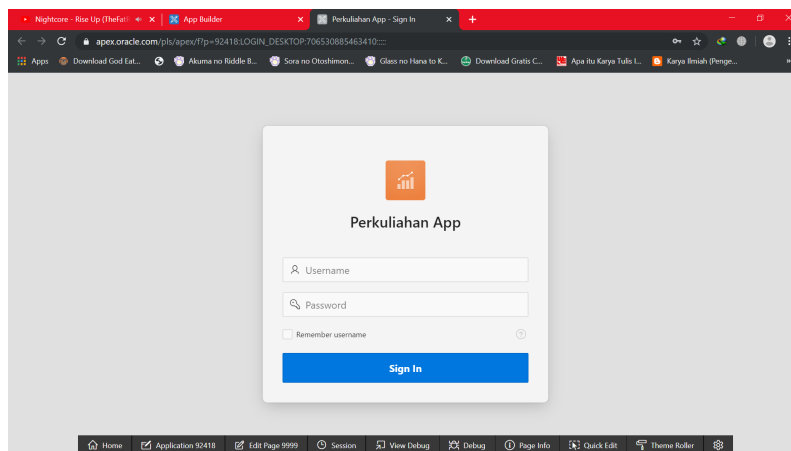 Nightcore - Rise Up (TheFatR
App Builder
Perkuliahan App - Sign In
apex.oracle.com/pls/apex/f?p=92418:LOGIN_DESKTOP:706530885463410:::::
Apps
Download God Eat...
Akuma no Riddle B...
Sora no Otoshimon...
Glass no Hana to K...
Download Gratis C...
Apa itu Karya Tulis I...
Karya Ilmiah (Penge...
Perkuliahan App
Username
Password
Remember username
Sign In
Home
Application 92418
Edit Page 9999
Session
View Debug
Debug
Page Info
Quick Edit
Theme Roller